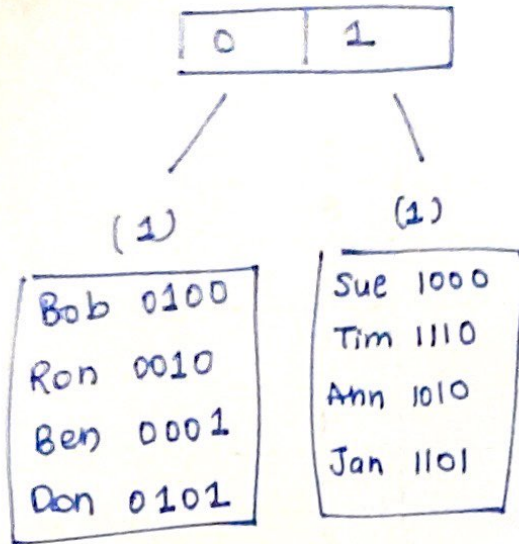 0 1
(1) (1)
Bob 0100
Ron 0010
Ben 0001
Don 0101
Sue 1000
Tim 1110
Ann 1010
Jan 1101